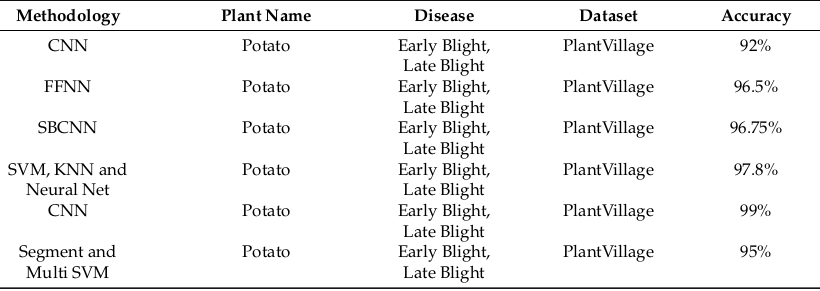 Methodology Plant Name Disease Dataset Accuracy
CNN Potato Early Blight, PlantVillage 92%
Late Blight
FFNN Potato Early Blight, PlantVillage 96.5%
Late Blight
SBCNN Potato Early Blight, PlantVillage 96.75%
Late Blight
SVM, KNN and Potato Early Blight, PlantVillage 97.8%
Neural Net Late Blight
CNN Potato Early Blight, PlantVillage 99%
Late Blight
Segment and Potato Early Blight, PlantVillage 95%
Multi SVM Late Blight